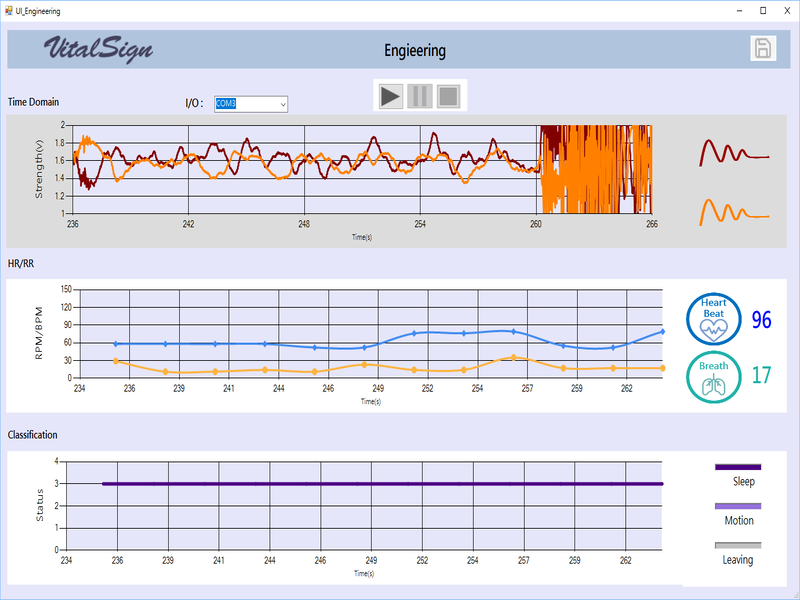 UI_Engineering
VitalSign
Engieering
Time Domain
I/O :
COM3
Strength(v)
2
1.8
1.6
1.4
1.2
1
236 242 248 254 260 266
Time(s)
HR/RR
RPM/BPM
150
120
90
60
30
0
234 236 239 241 244 246 249 252 254 257 259 262
Time(s)
Heart
Beat
96
Breath
17
Classification
Status
4
3
2
1
0
234 236 239 241 244 246 249 252 254 257 259 262
Time(s)
Sleep
Motion
Leaving